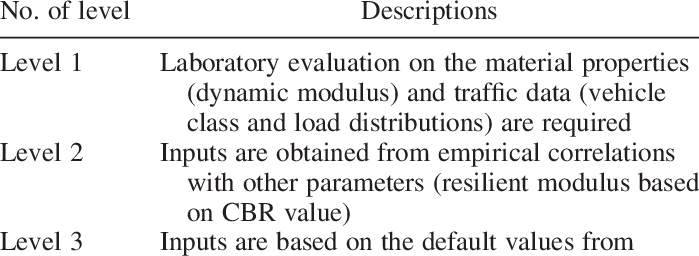 No. of level Descriptions
Level 1 Laboratory evaluation on the material properties
(dynamic modulus) and traffic data (vehicle
class and load distributions) are required
Level 2 Inputs are obtained from empirical correlations
with other parameters (resilient modulus based
on CBR value)
Level 3 Inputs are based on the default values from